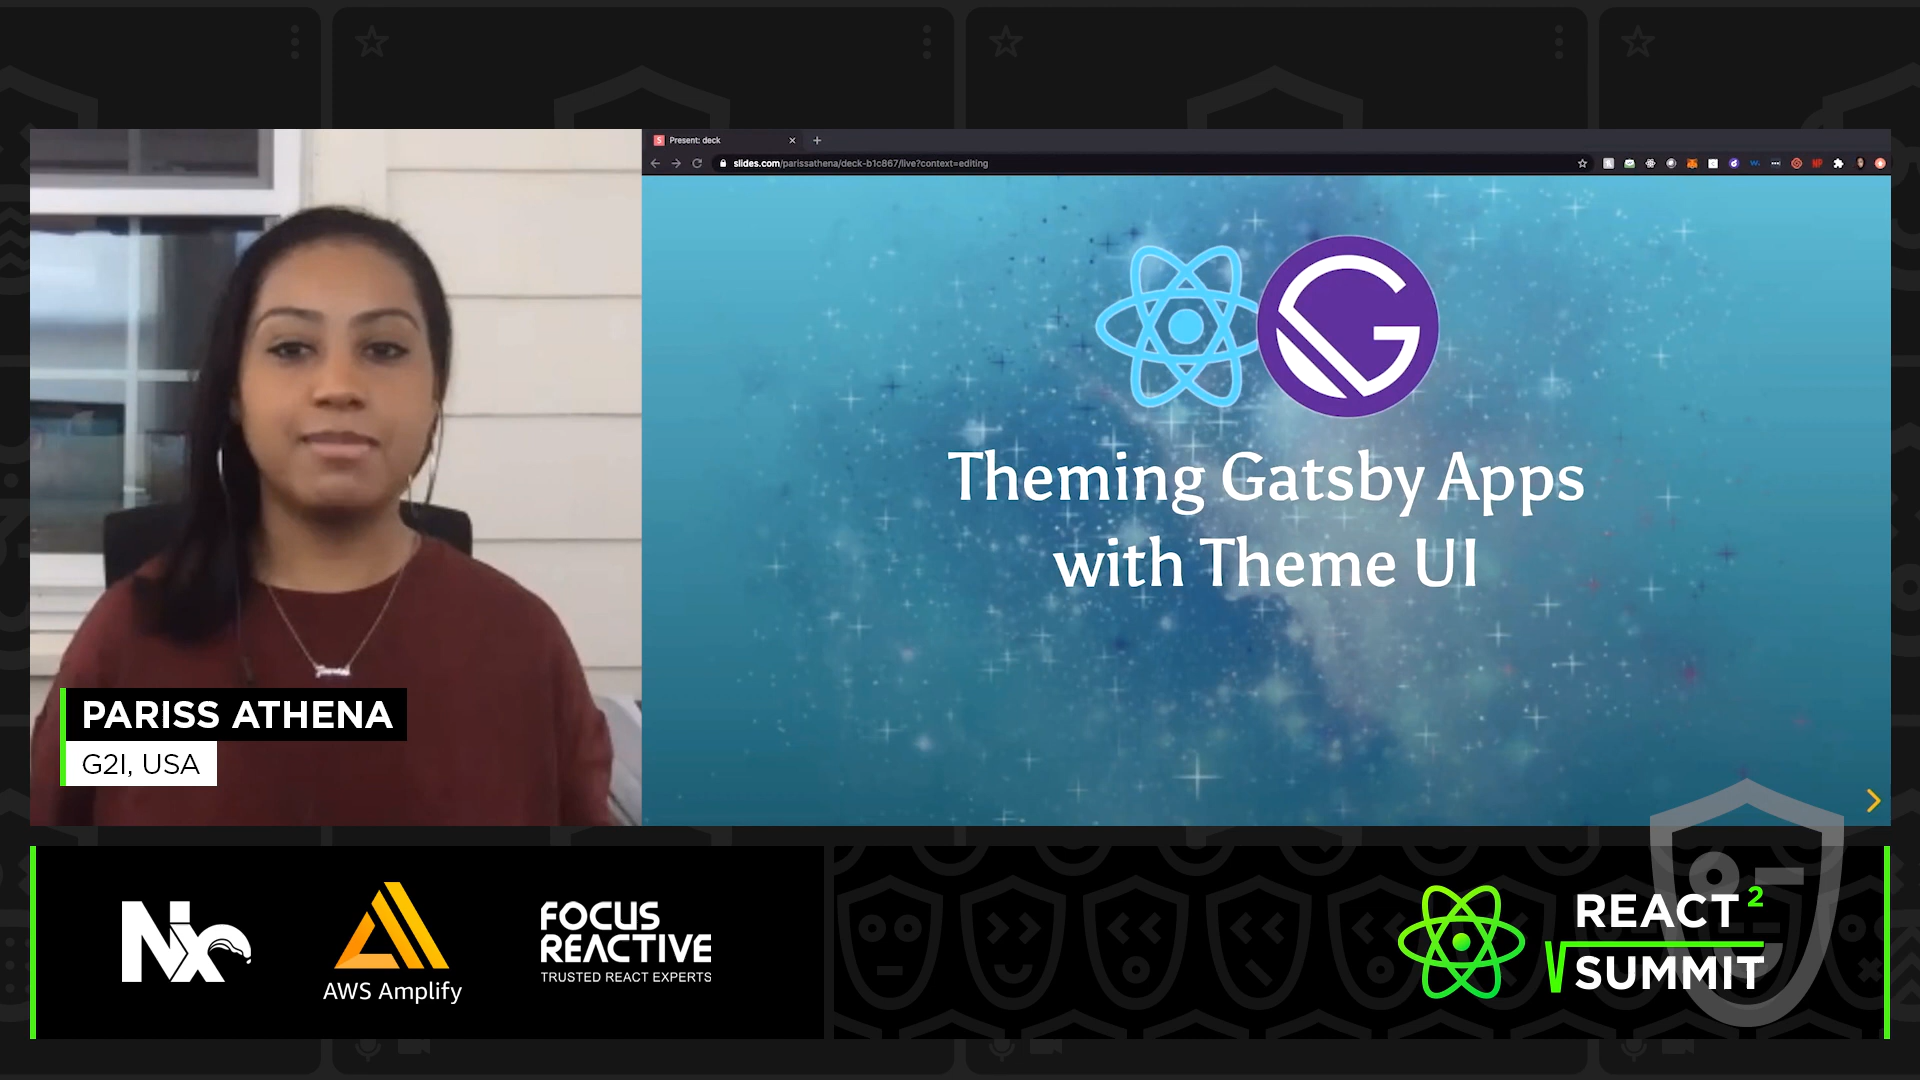 Present: deck
slides.com/parissathena/deck-b1c867/live?context=editing
Theming Gatsby Apps
with Theme UI
PARISS ATHENA
G2I, USA
Nx
AWS Amplify
FOCUS
REACTIVE
TRUSTED REACT EXPERTS
REACT 2
SUMMIT